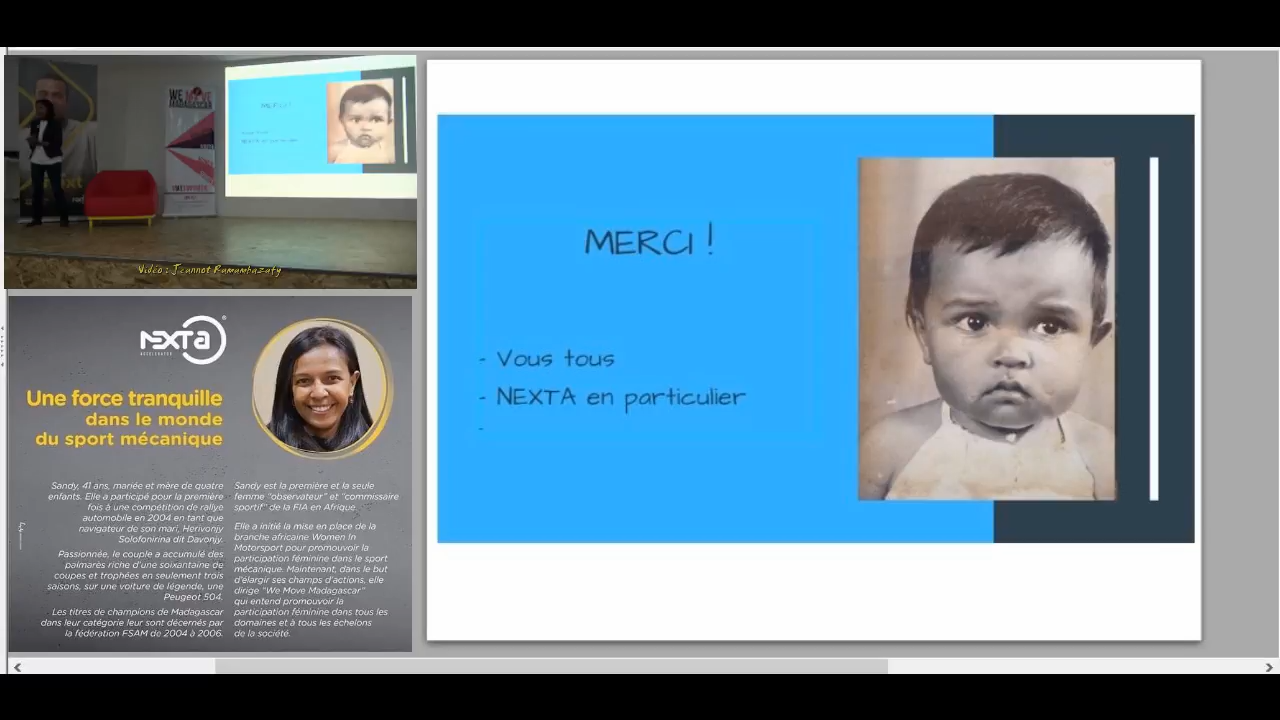 WE MOVE
MADAGASCAR
MERCI !
Vidéo : Jeannot Ramambazafy
NEXTA
ACCELERATOR
Une force tranquille
dans le monde
du sport mécanique
Sandy, 41 ans, mariée et mère de quatre
enfants. Elle a participé pour la première
fois à une compétition de rallye
automobile en 2004 en tant que
navigateur de son mari, Herivonjy
Solofonirina dit Davonjy.
Passionnée, le couple a accumulé des
palmarès riche d'une soixantaine de
coupes et trophées en seulement trois
saisons, sur une voiture de légende, une
Peugeot 504.
Les titres de champions de Madagascar
dans leur catégorie leur sont décernés par
la fédération FSAM de 2004 à 2006.
Sandy est la première et la seule
femme "observateur" et "commissaire
sportif" de la FIA en Afrique.
Elle a initié la mise en place de la
branche africaine Women In
Motorsport pour promouvoir la
participation féminine dans le sport
mécanique. Maintenant, dans le but
d'élargir ses champs d'actions, elle
dirige "We Move Madagascar"
qui entend promouvoir la
participation féminine dans tous les
domaines et à tous les échelons
de la société.
MERCI !
- Vous tous
- NEXTA en particulier
-